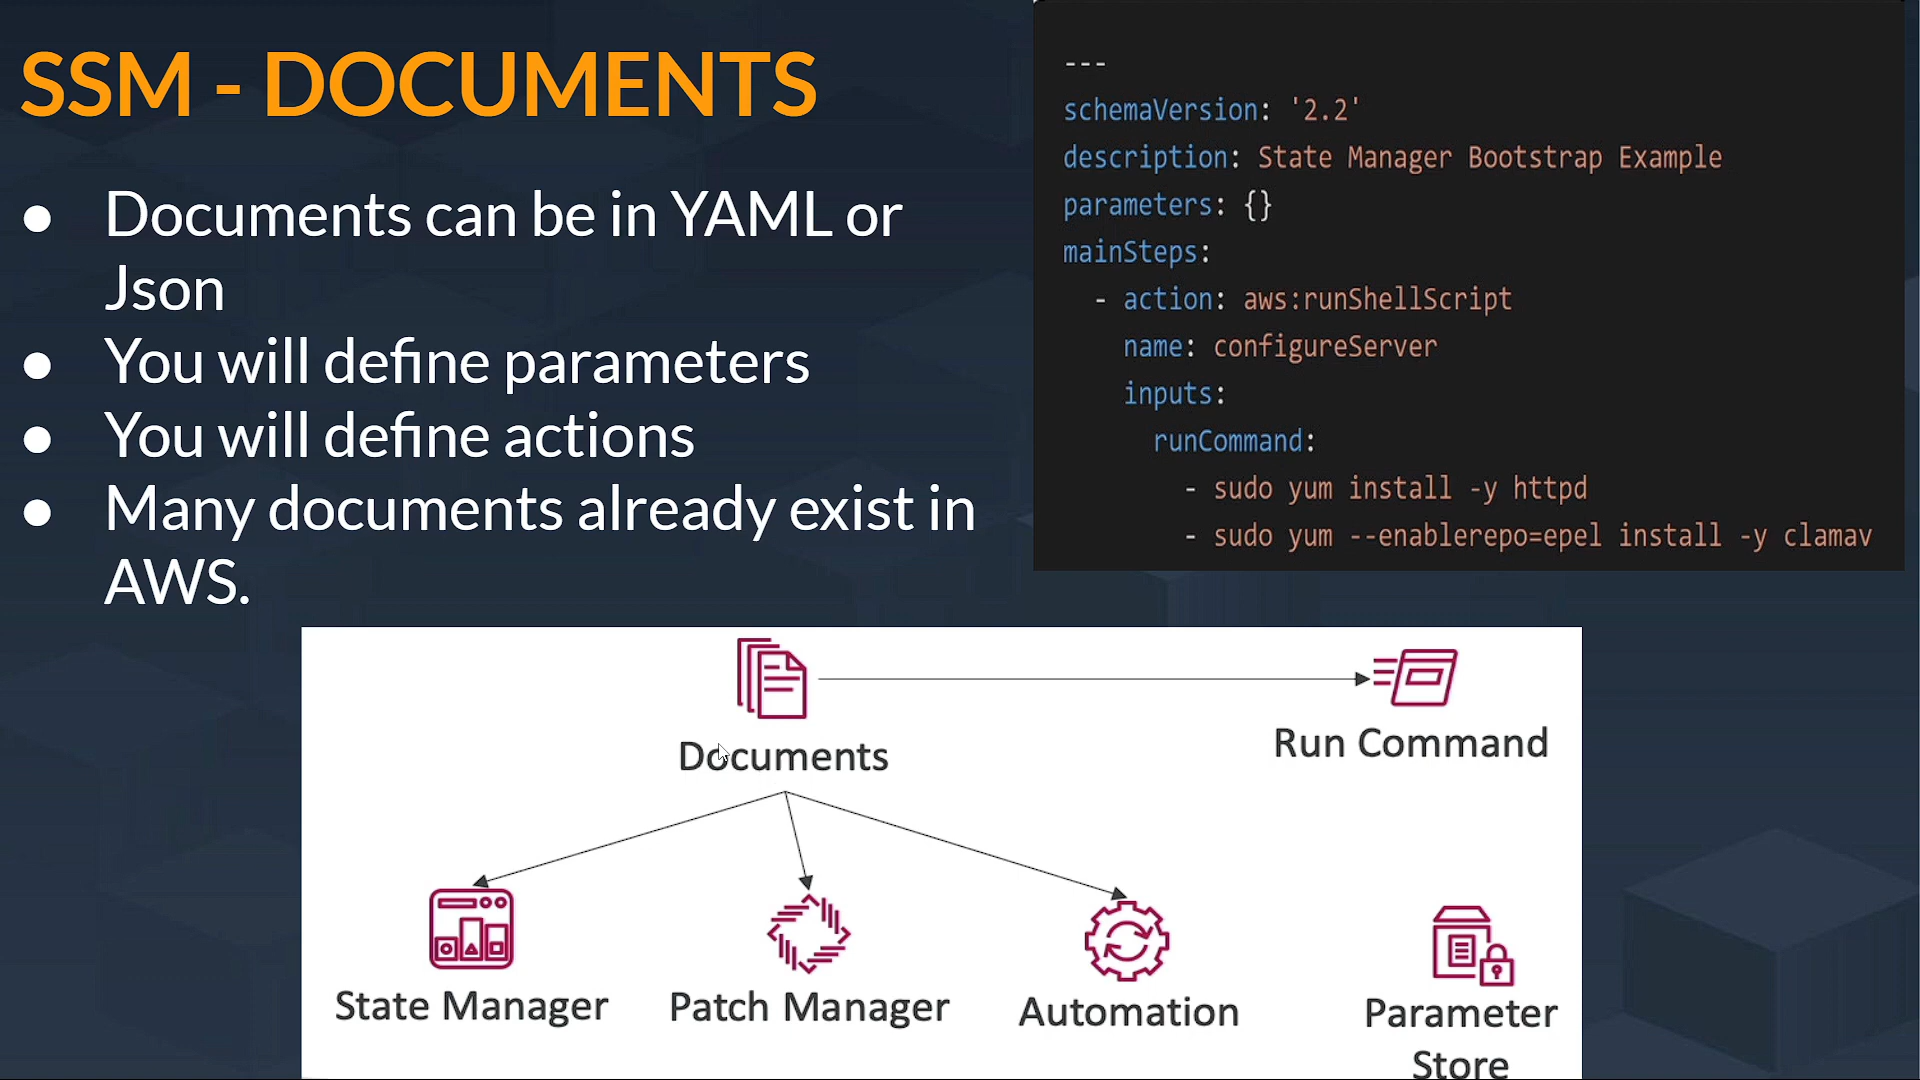 SSM - DOCUMENTS
● Documents can be in YAML or
Json
● You will define parameters
● You will define actions
● Many documents already exist in
AWS.
---
schemaVersion: '2.2'
description: State Manager Bootstrap Example
parameters: {}
mainSteps:
  - action: aws:runShellScript
    name: configureServer
    inputs:
      runCommand:
        - sudo yum install -y httpd
        - sudo yum --enablerepo=epel install -y clamav
Documents
Run Command
State Manager
Patch Manager
Automation
Parameter
Store